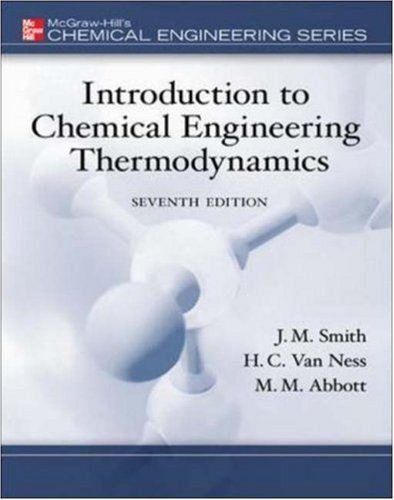 Mc
Graw
Hill
McGraw-Hill's
CHEMICAL ENGINEERING SERIES
Introduction to
Chemical Engineering
Thermodynamics
SEVENTH EDITION
J. M. Smith
H. C. Van Ness
M. M. Abbott